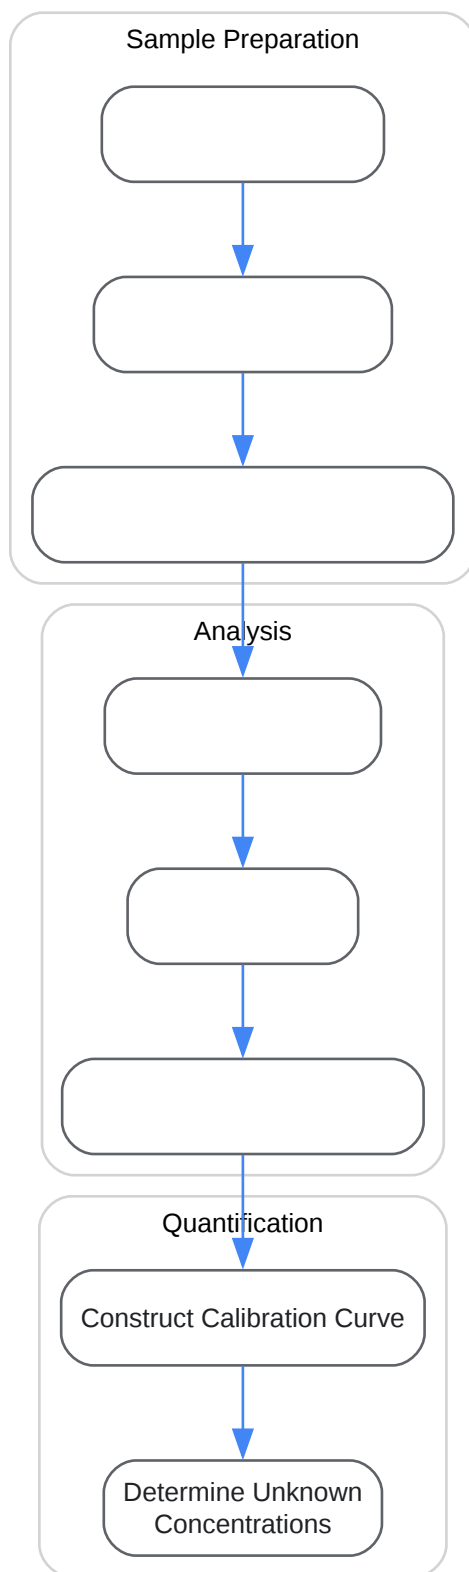 Sample Preparation
Analysis
Quantification
Construct Calibration Curve
Determine Unknown
Concentrations